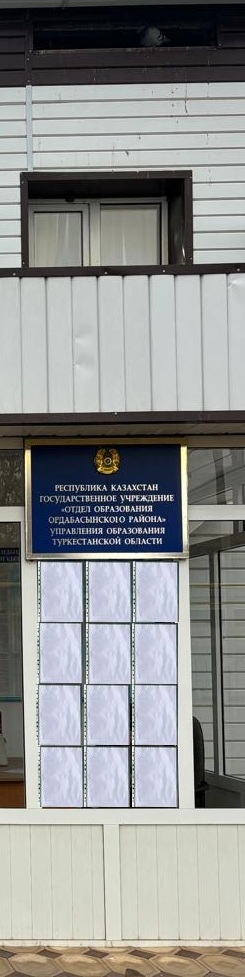 РЕСПУБЛИКА КАЗАХСТАН
ГОСУДАРСТВЕННОЕ УЧРЕЖДЕНИЕ
«ОТДЕЛ ОБРАЗОВАНИЯ
ОРДАБАСЫНСКОГО РАЙОНА»
УПРАВЛЕНИЯ ОБРАЗОВАНИЯ
ТУРКЕСТАНСКОЙ ОБЛАСТИ